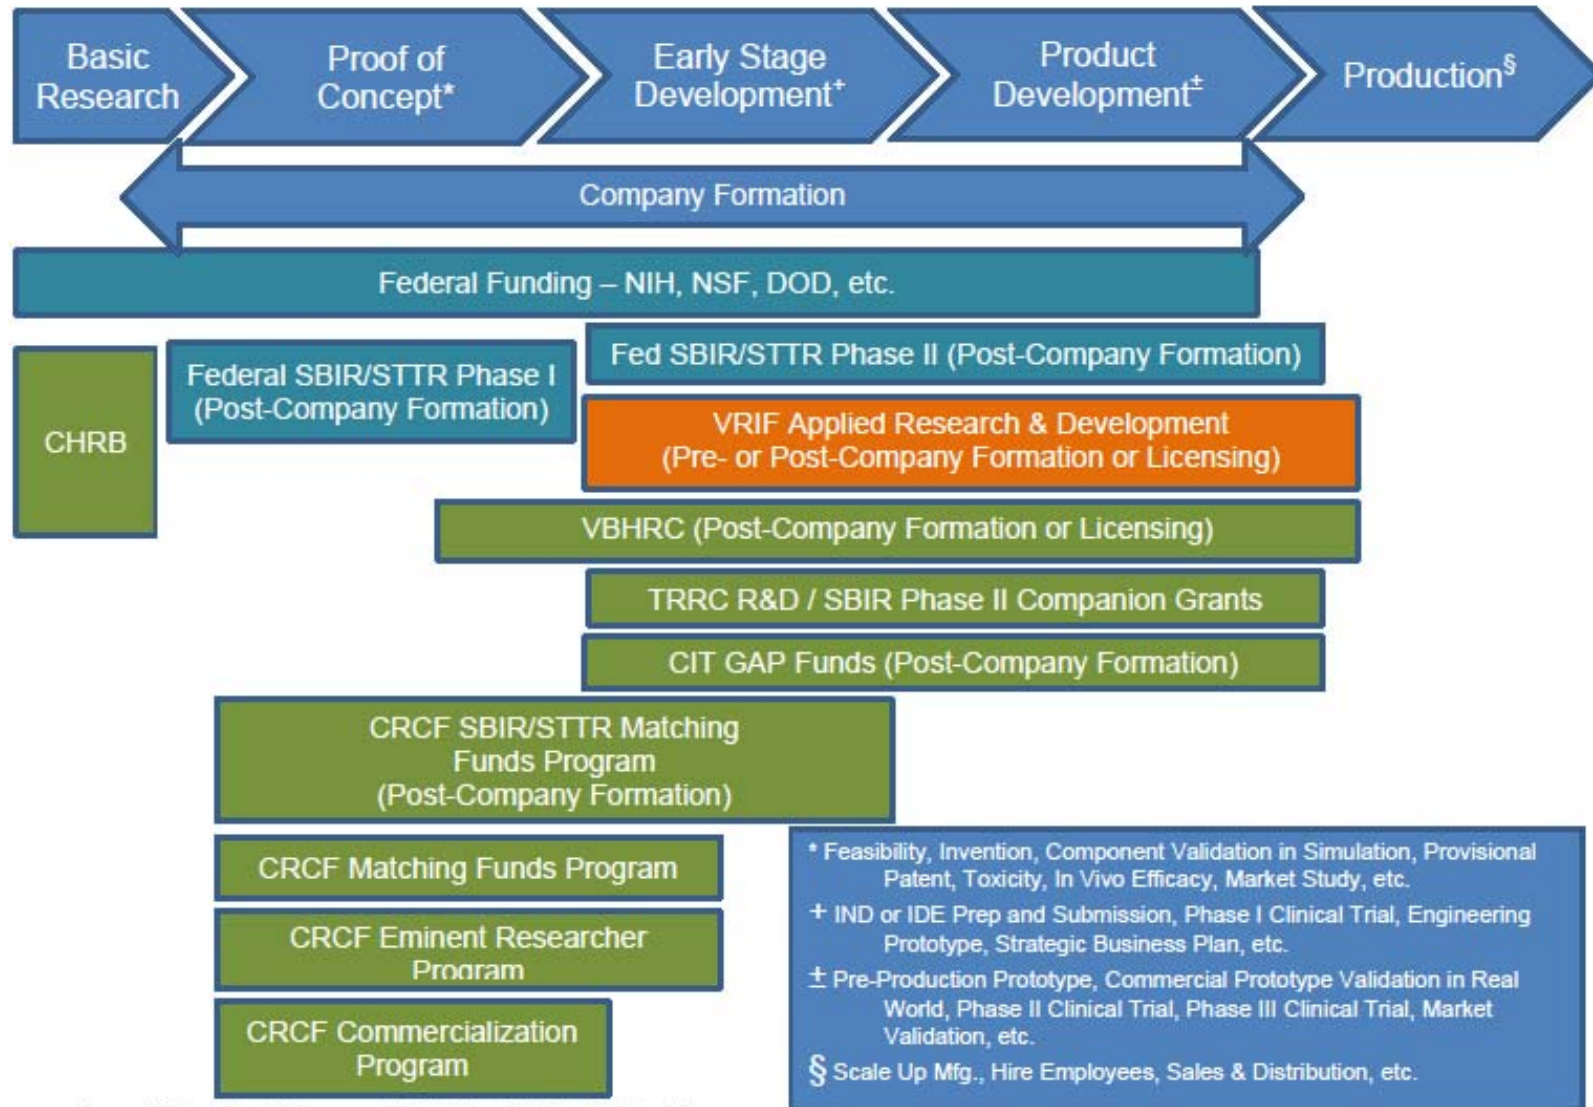 Basic
Research
Proof of
Concept*
Early Stage
Development+
Product
Development±
Production§
Company Formation
Federal Funding – NIH, NSF, DOD, etc.
CHRB
Federal SBIR/STTR Phase I
(Post-Company Formation)
Fed SBIR/STTR Phase II (Post-Company Formation)
VRIF Applied Research & Development
(Pre- or Post-Company Formation or Licensing)
VBHRC (Post-Company Formation or Licensing)
TRRC R&D / SBIR Phase II Companion Grants
CIT GAP Funds (Post-Company Formation)
CRCF SBIR/STTR Matching
Funds Program
(Post-Company Formation)
CRCF Matching Funds Program
CRCF Eminent Researcher
Program
CRCF Commercialization
Program
* Feasibility, Invention, Component Validation in Simulation, Provisional
Patent, Toxicity, In Vivo Efficacy, Market Study, etc.
+ IND or IDE Prep and Submission, Phase I Clinical Trial, Engineering
Prototype, Strategic Business Plan, etc.
± Pre-Production Prototype, Commercial Prototype Validation in Real
World, Phase II Clinical Trial, Phase III Clinical Trial, Market
Validation, etc.
§ Scale Up Mfg., Hire Employees, Sales & Distribution, etc.